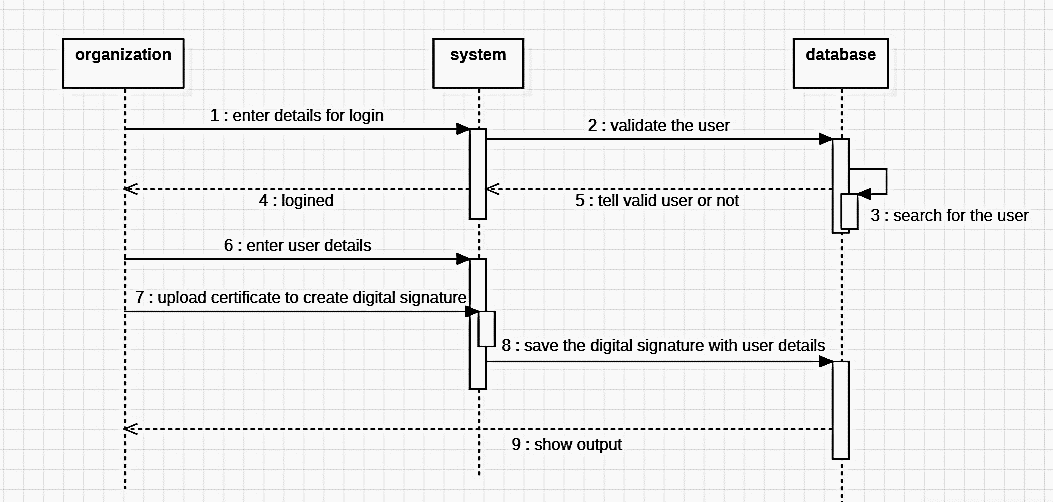 organization
system
database
1 : enter details for login
2 : validate the user
4 : logined
5 : tell valid user or not
3 : search for the user
6 : enter user details
7 : upload certificate to create digital signature
8 : save the digital signature with user details
9 : show output